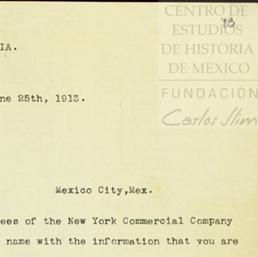 CENTRO DE
ESTUDIOS
DE HISTORIA
DE MEXICO
FUNDACIÓN
Carlos Slim
IA.
ne 25th, 1913.
Mexico City,Mex.
ees of the New York Commercial Company
name with the information that you are